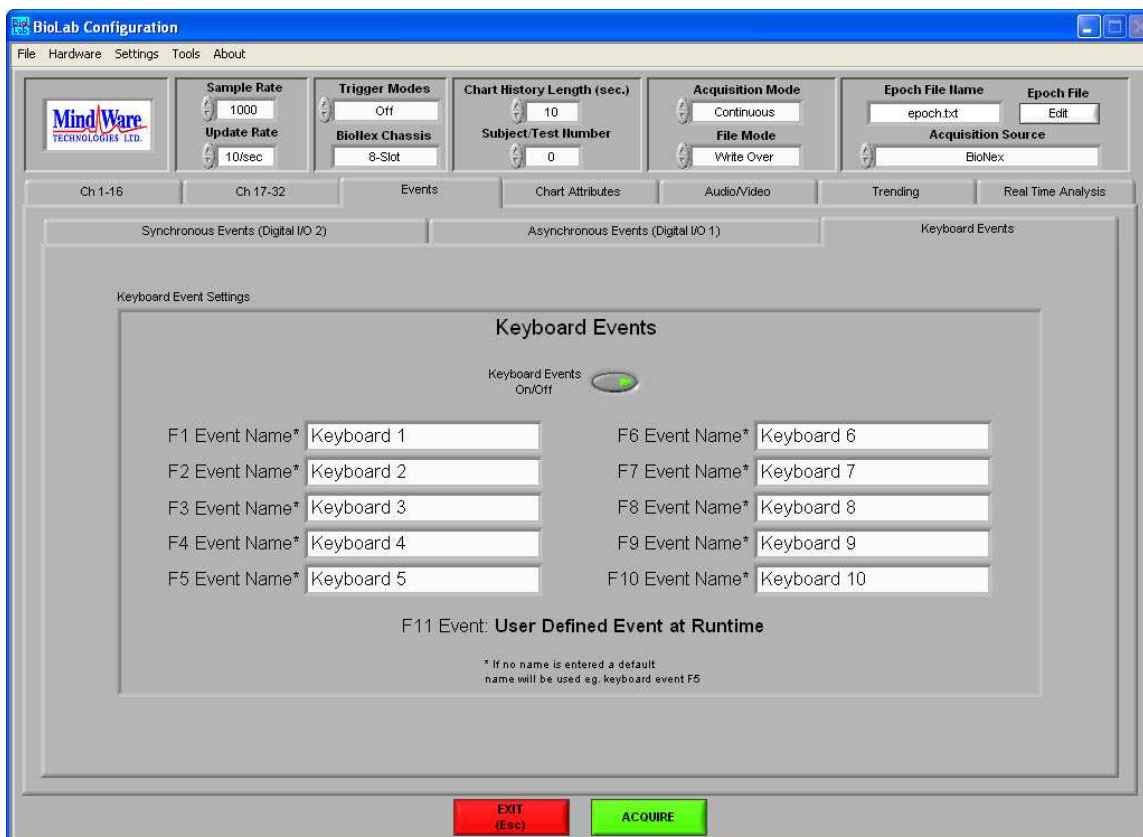 BioLab Configuration
File Hardware Settings Tools About
MindWare
TECHNOLOGIES LTD.
Sample Rate
1000
Update Rate
10/sec
Trigger Modes
Off
BioNex Chassis
8-Slot
Chart History Length (sec.)
10
Subject/Test Number
0
Acquisition Mode
Continuous
File Mode
Write Over
Epoch File Name
epoch.txt
Epoch File
Edit
Acquisition Source
BioNex
Ch 1-16
Ch 17-32
Events
Chart Attributes
Audio/Video
Trending
Real Time Analysis
Synchronous Events (Digital I/O 2)
Asynchronous Events (Digital I/O 1)
Keyboard Events
Keyboard Event Settings
Keyboard Events
Keyboard Events
On/Off
F1 Event Name* Keyboard 1
F2 Event Name* Keyboard 2
F3 Event Name* Keyboard 3
F4 Event Name* Keyboard 4
F5 Event Name* Keyboard 5
F6 Event Name* Keyboard 6
F7 Event Name* Keyboard 7
F8 Event Name* Keyboard 8
F9 Event Name* Keyboard 9
F10 Event Name* Keyboard 10
F11 Event: User Defined Event at Runtime
* If no name is entered a default
name will be used eg. keyboard event F5
EXIT
(Esc)
ACQUIRE